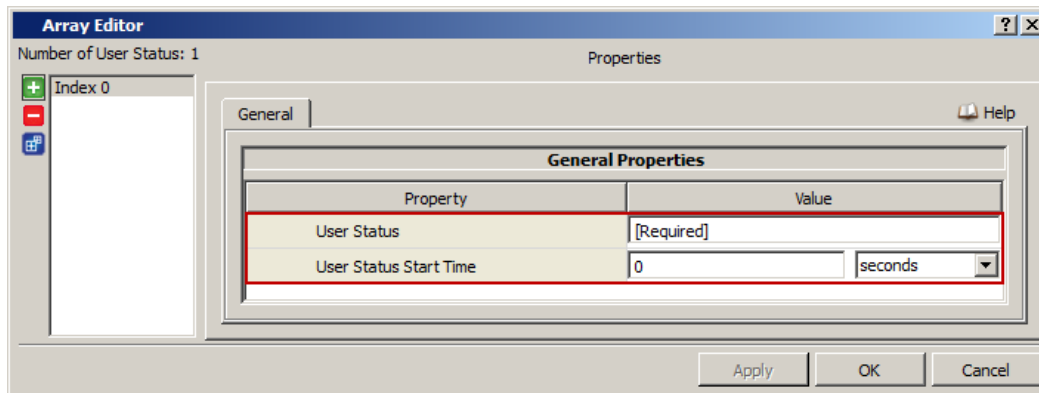 Array Editor
Number of User Status: 1
Properties
Index 0
General
Help
General Properties
Property Value
User Status [Required]
User Status Start Time 0 seconds
Apply OK Cancel